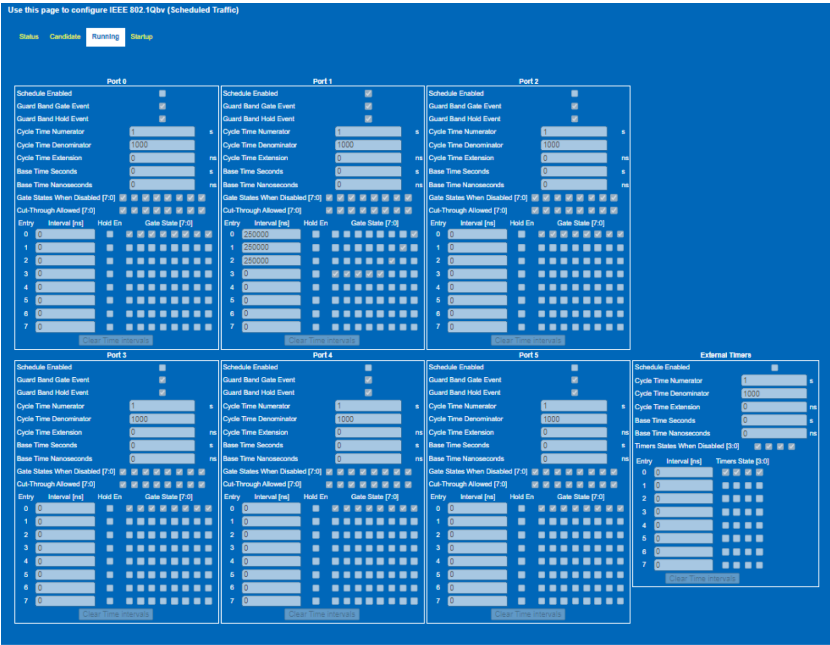 Use this page to configure IEEE 802.1Qbv (Scheduled Traffic)
Status Candidate Running Startup
Port 0 Port 1 Port 2
Schedule Enabled Schedule Enabled Schedule Enabled
Guard Band Gate Event Guard Band Gate Event Guard Band Gate Event
Guard Band Hold Event Guard Band Hold Event Guard Band Hold Event
Cycle Time Numerator 1 s Cycle Time Numerator 1 s Cycle Time Numerator 1 s
Cycle Time Denominator 1000 Cycle Time Denominator 1000 Cycle Time Denominator 1000
Cycle Time Extension 0 ns Cycle Time Extension 0 ns Cycle Time Extension 0 ns
Base Time Seconds 0 s Base Time Seconds 0 s Base Time Seconds 0 s
Base Time Nanoseconds 0 ns Base Time Nanoseconds 0 ns Base Time Nanoseconds 0 ns
Gate States When Disabled [7:0] Gate States When Disabled [7:0] Gate States When Disabled [7:0]
Cut-Through Allowed [7:0] Cut-Through Allowed [7:0] Cut-Through Allowed [7:0]
Entry Interval [ns] Hold En Gate State [7:0] Entry Interval [ns] Hold En Gate State [7:0] Entry Interval [ns] Hold En Gate State [7:0]
0 0 0 250000 0 0
1 0 1 250000 1 0
2 0 2 250000 2 0
3 0 3 0 3 0
4 0 4 0 4 0
5 0 5 0 5 0
6 0 6 0 6 0
7 0 7 0 7 0
Clear Time Intervals Clear Time Intervals Clear Time Intervals
Port 3 Port 4 Port 5 External Timers
Schedule Enabled Schedule Enabled Schedule Enabled Schedule Enabled
Guard Band Gate Event Guard Band Gate Event Guard Band Gate Event Cycle Time Numerator 1 s
Guard Band Hold Event Guard Band Hold Event Guard Band Hold Event Cycle Time Denominator 1000
Cycle Time Numerator 1 s Cycle Time Numerator 1 s Cycle Time Numerator 1 s Cycle Time Extension 0 ns
Cycle Time Denominator 1000 Cycle Time Denominator 1000 Cycle Time Denominator 1000 Base Time Seconds 0 s
Cycle Time Extension 0 ns Cycle Time Extension 0 ns Cycle Time Extension 0 ns Base Time Nanoseconds 0 ns
Base Time Seconds 0 s Base Time Seconds 0 s Base Time Seconds 0 s Timers States When Disabled [3:0]
Base Time Nanoseconds 0 ns Base Time Nanoseconds 0 ns Base Time Nanoseconds 0 ns Entry Interval [ns] Timers State [3:0]
Gate States When Disabled [7:0] Gate States When Disabled [7:0] Gate States When Disabled [7:0] 0 0
Cut-Through Allowed [7:0] Cut-Through Allowed [7:0] Cut-Through Allowed [7:0] 1 0
Entry Interval [ns] Hold En Gate State [7:0] Entry Interval [ns] Hold En Gate State [7:0] Entry Interval [ns] Hold En Gate State [7:0] 2 0
0 0 0 0 0 0 3 0
1 0 1 0 1 0 4 0
2 0 2 0 2 0 5 0
3 0 3 0 3 0 6 0
4 0 4 0 4 0 7 0
5 0 5 0 5 0 Clear Time Intervals
6 0 6 0 6 0
7 0 7 0 7 0
Clear Time Intervals Clear Time Intervals Clear Time Intervals